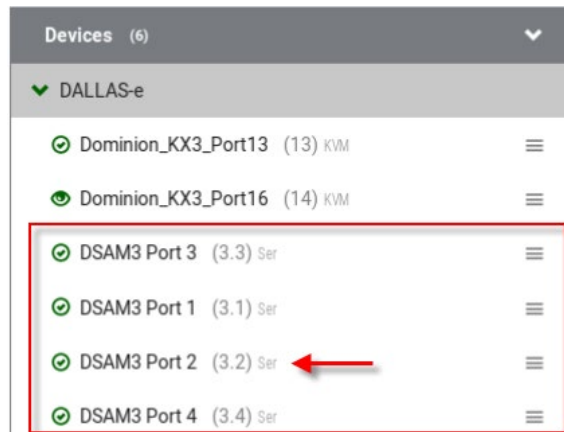 Devices (6)
DALLAS-e
Dominion_KX3_Port13 (13) KVM
Dominion_KX3_Port16 (14) KVM
DSAM3 Port 3 (3.3) Ser
DSAM3 Port 1 (3.1) Ser
DSAM3 Port 2 (3.2) Ser
DSAM3 Port 4 (3.4) Ser